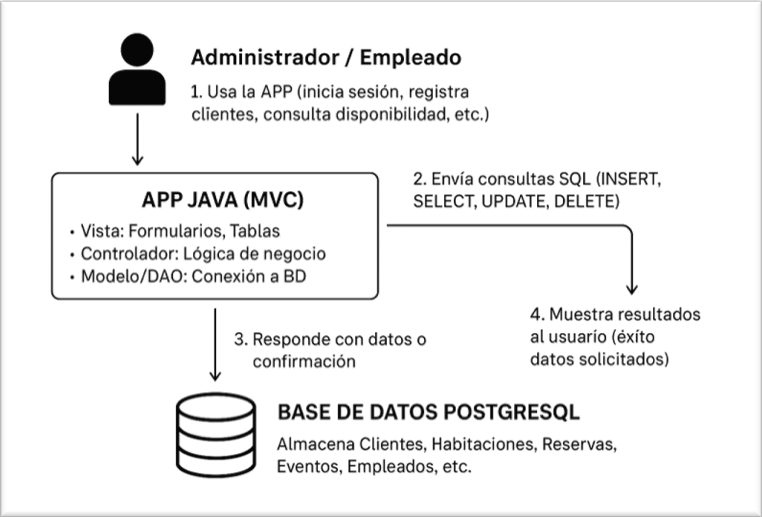 Administrador / Empleado
1. Usa la APP (inicia sesión, registra
clientes, consulta disponibilidad, etc.)
APP JAVA (MVC)
• Vista: Formularios, Tablas
• Controlador: Lógica de negocio
• Modelo/DAO: Conexión a BD
2. Envía consultas SQL (INSERT,
SELECT, UPDATE, DELETE)
3. Responde con datos o
confirmación
4. Muestra resultados
al usuarío (éxíto
datos solicitados)
BASE DE DATOS POSTGRESQL
Almacena Clientes, Habitaciones, Reservas,
Eventos, Empleados, etc.